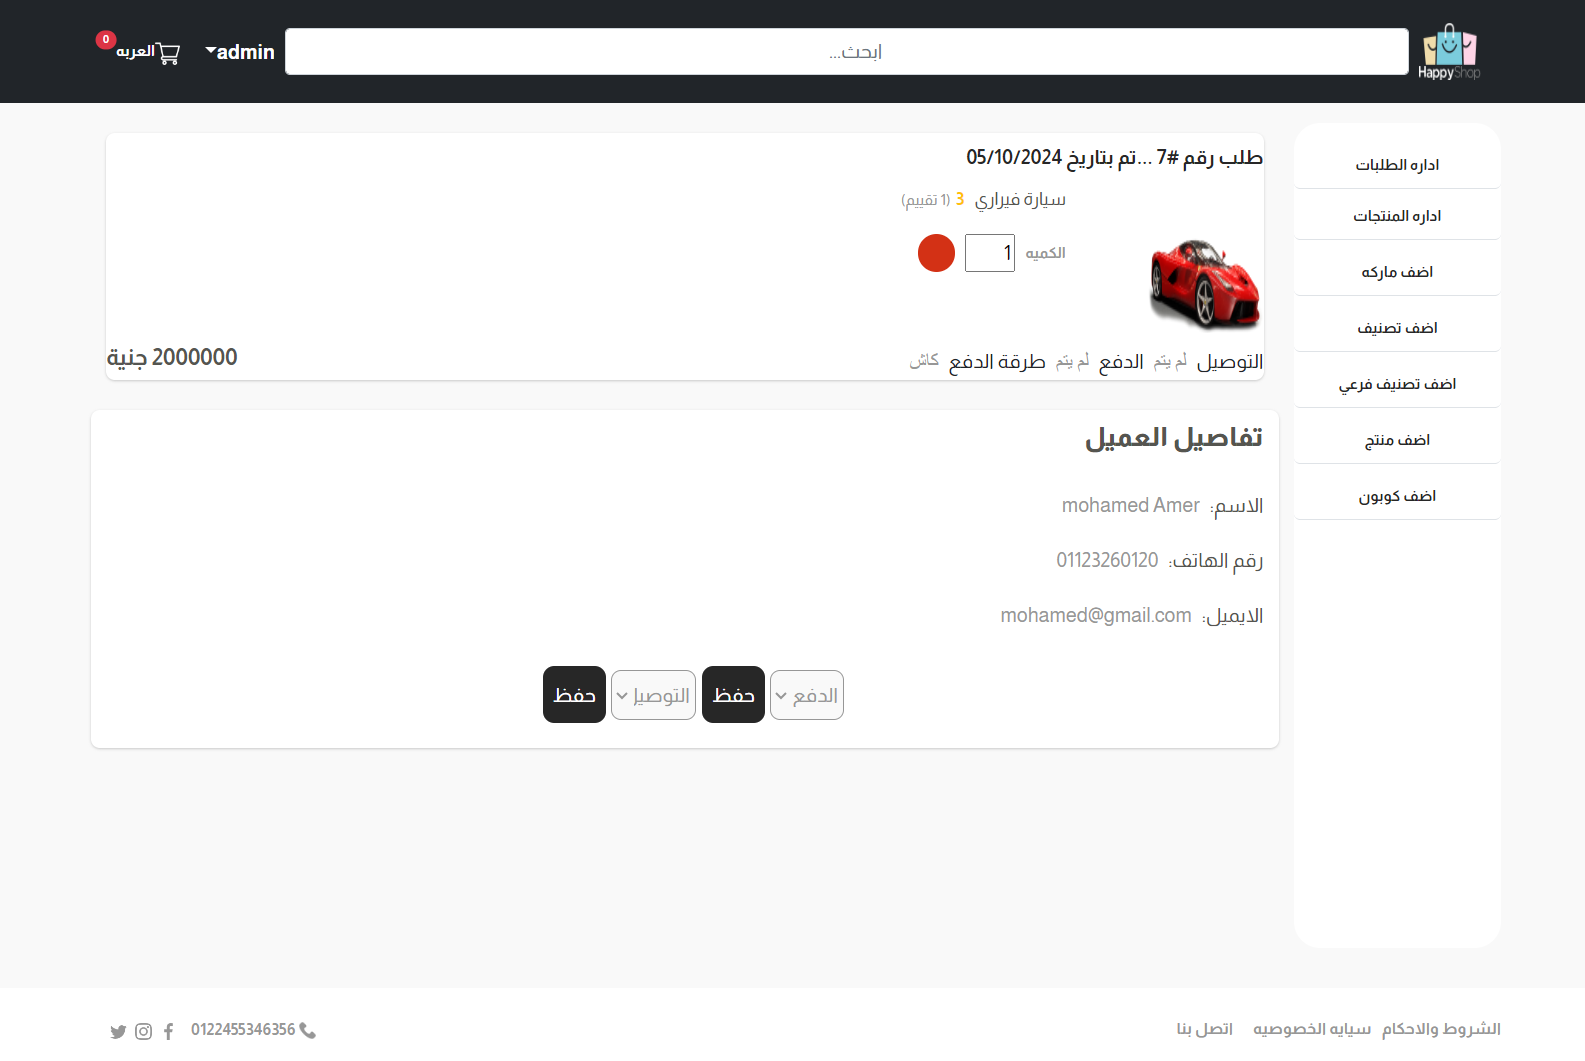 HappyShop
ابحث...
admin
العربه
0
اداره الطلبات
اداره المنتجات
اضف ماركه
اضف تصنيف
اضف تصنيف فرعي
اضف منتج
اضف كوبون
طلب رقم #7 ...تم بتاريخ 05/10/2024
سيارة فيراري 3 (1 تقييم)
الكميه 1
التوصيل لم يتم الدفع لم يتم طرقة الدفع كاش
2000000 جنية
تفاصيل العميل
الاسم: mohamed Amer
رقم الهاتف: 01123260120
الايميل: mohamed@gmail.com
الدفع حفظ التوصيل حفظ
الشروط والاحكام سيايه الخصوصيه اتصل بنا
0122455346356